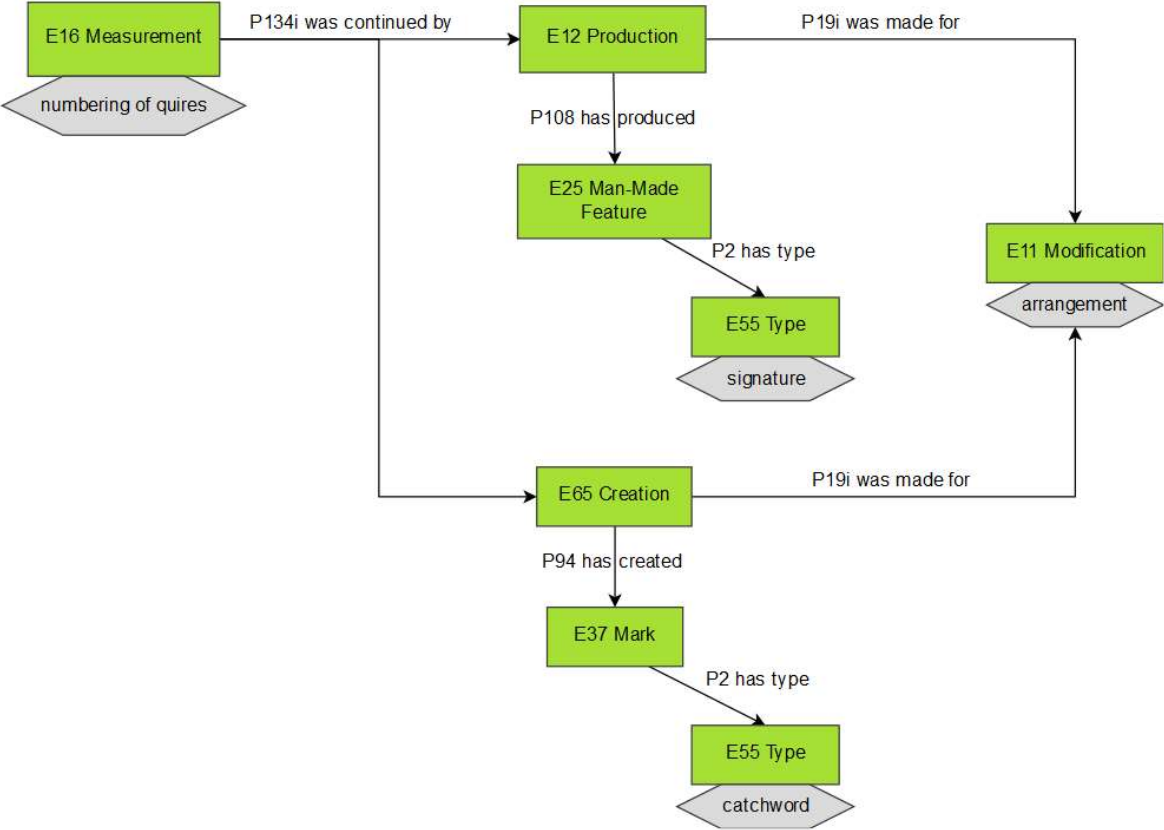 E16 Measurement
P134i was continued by
E12 Production
P19i was made for
numbering of quires
P108 has produced
E25 Man-Made
Feature
P2 has type
E11 Modification
arrangement
E55 Type
signature
E65 Creation
P19i was made for
P94 has created
E37 Mark
P2 has type
E55 Type
catchword